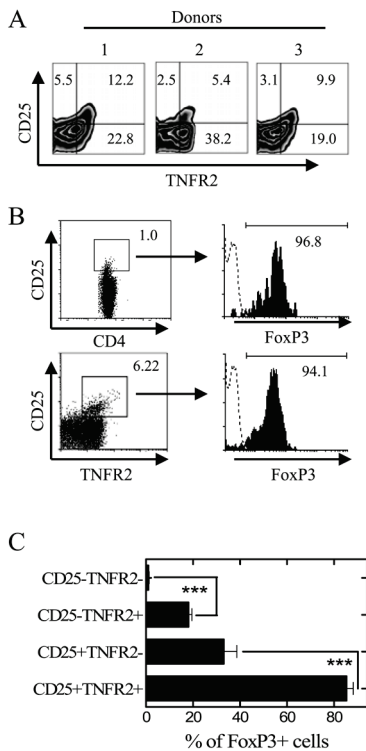 A
Donors
1 2 3
5.5 12.2 2.5 5.4 3.1 9.9
CD25
22.8 38.2 19.0
TNFR2
B
1.0 96.8
CD25
CD4 FoxP3
6.22 94.1
CD25
TNFR2 FoxP3
C
CD25-TNFR2-
***
CD25-TNFR2+
CD25+TNFR2-
***
CD25+TNFR2+
0 20 40 60 80
% of FoxP3+ cells